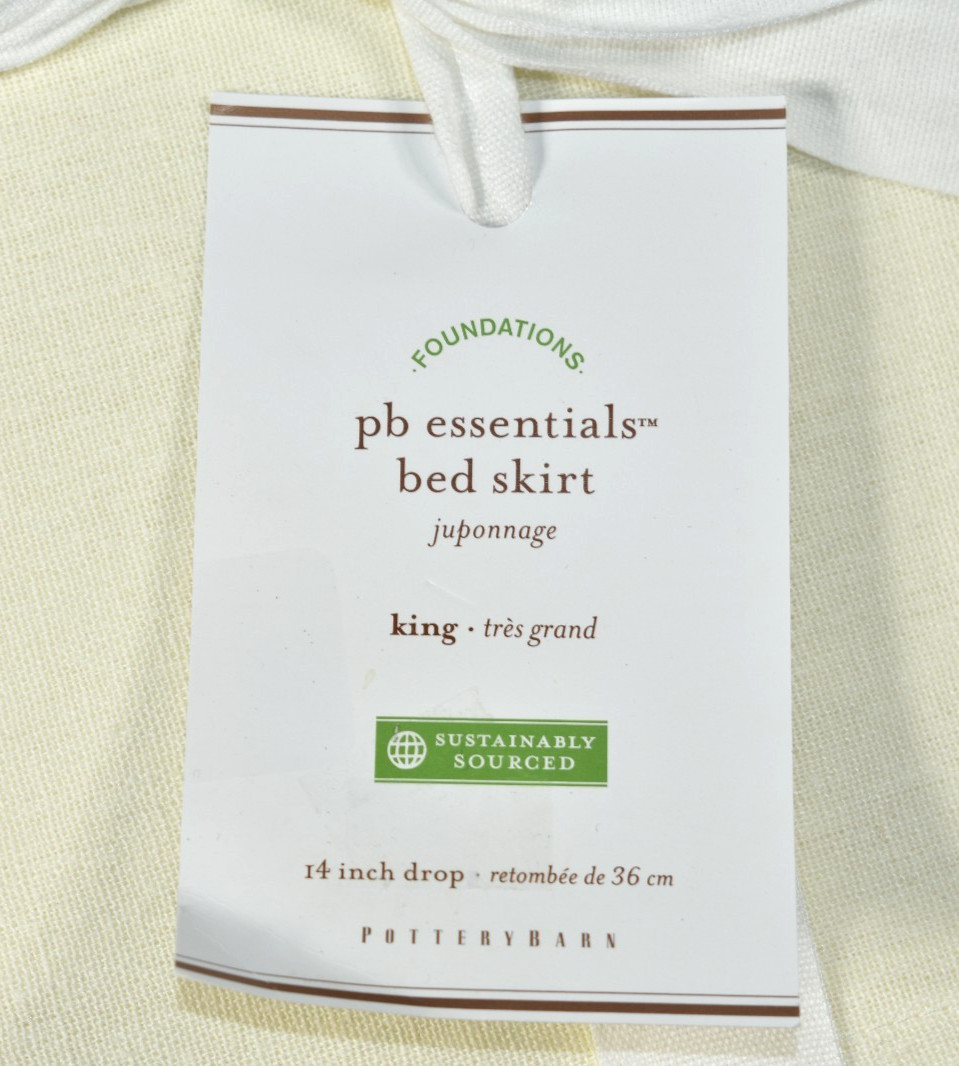 ·FOUNDATIONS·
pb essentials™
bed skirt
juponnage
king · très grand
SUSTAINABLY
SOURCED
14 inch drop · retombée de 36 cm
POTTERYBARN